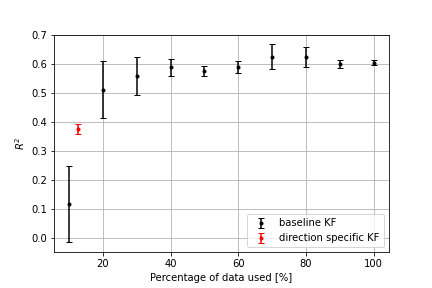 0.7
0.6
0.5
0.4
0.3
0.2
0.1
0.0
R²
20 40 60 80 100
Percentage of data used [%]
baseline KF
direction specific KF